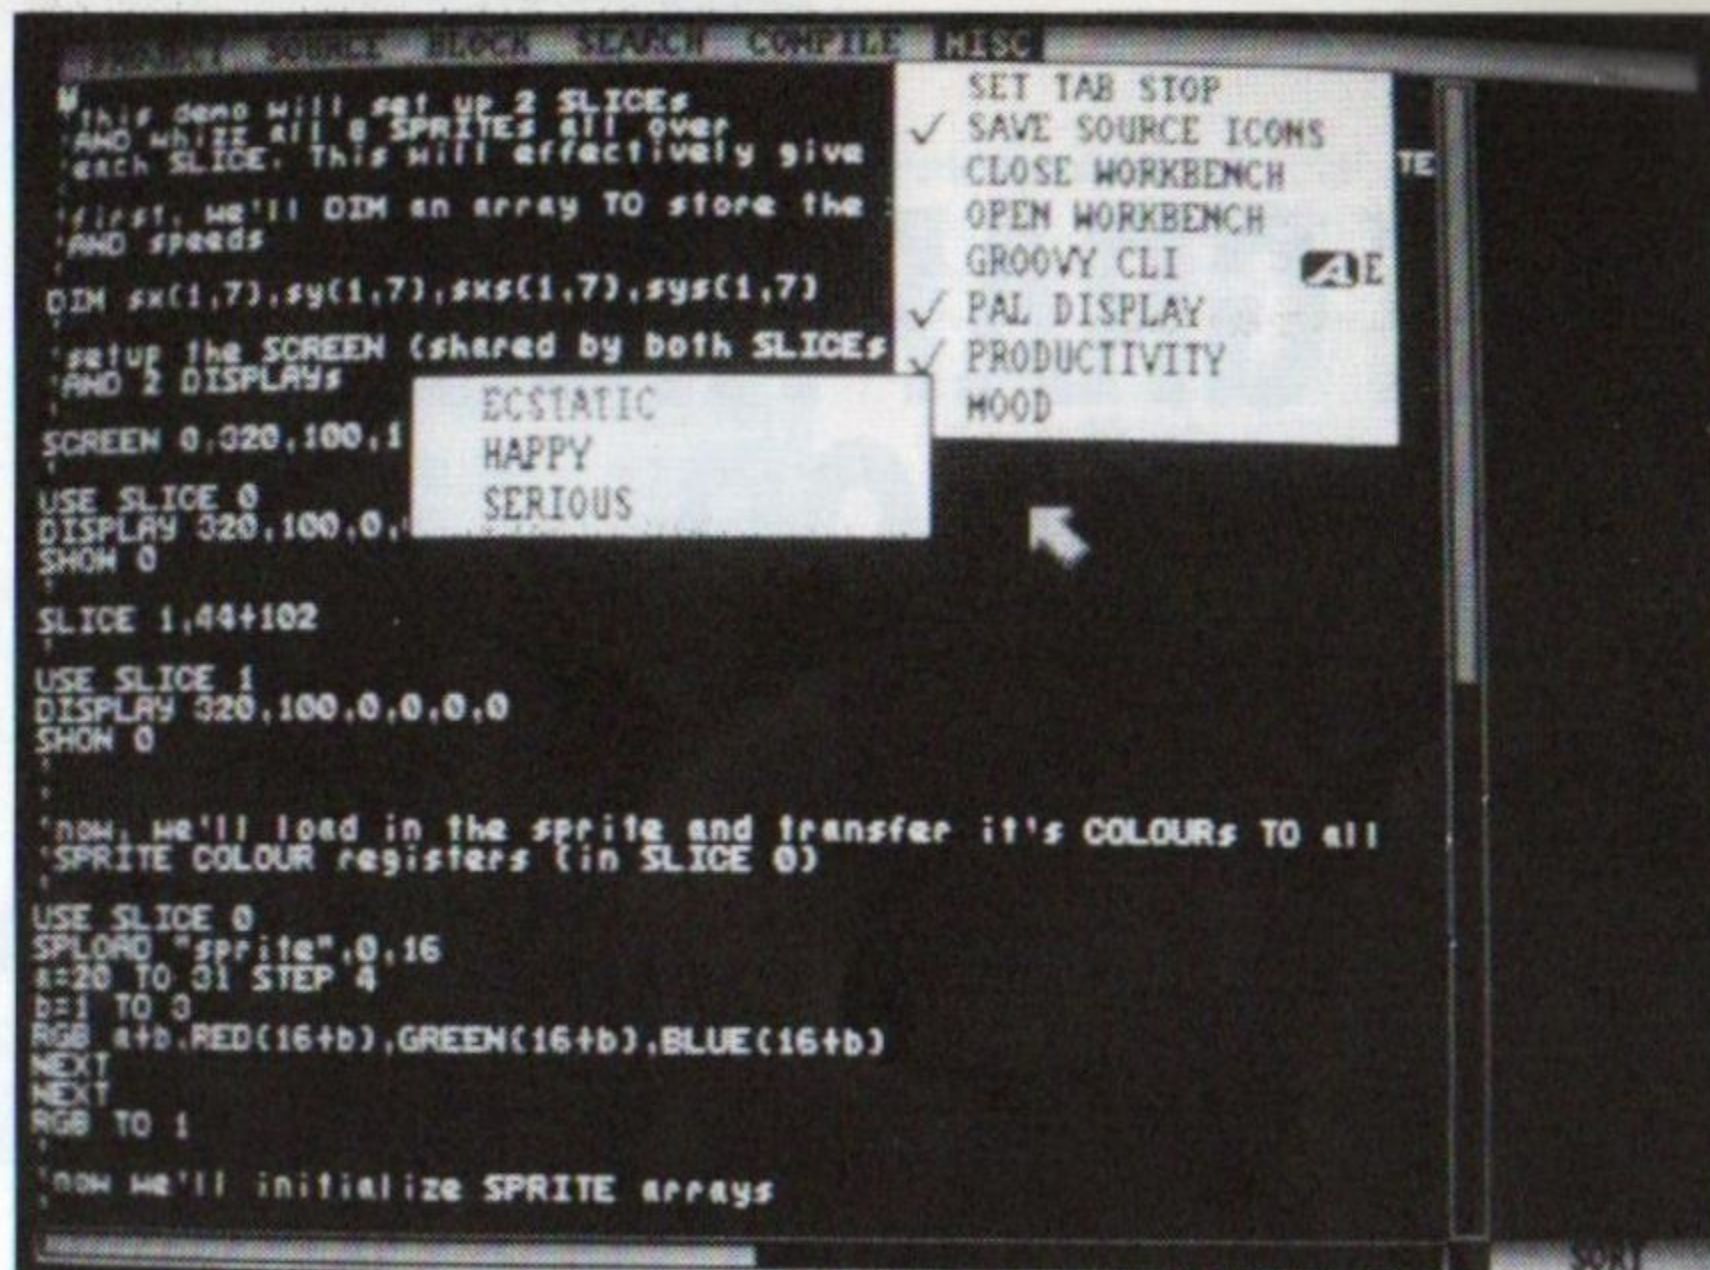 PROJECT SOURCE BLOCK SEARCH COMPILE MISC
'this demo will set up 2 SLICEs
'AND whizz all 8 SPRITEs all over
'each SLICE. This will effectively give
TE
'
'first, we'll DIM an array TO store the
'AND speeds
'
DIM sx(1,7),sy(1,7),sxs(1,7),sys(1,7)
'
'setup the SCREEN (shared by both SLICEs
'AND 2 DISPLAYs
'
SCREEN 0,320,100,1
'
USE SLICE 0
DISPLAY 320,100,0,
SHOW 0
'
SLICE 1,44+102
'
USE SLICE 1
DISPLAY 320,100,0,0,0,0
SHOW 0
'
'
'now, we'll load in the sprite and transfer it's COLOURs TO all
'SPRITE COLOUR registers (in SLICE 0)
'
USE SLICE 0
SPLOAD "sprite",0,16
a=20 TO 31 STEP 4
b=1 TO 3
RGB a+b,RED(16+b),GREEN(16+b),BLUE(16+b)
NEXT
NEXT
RGB TO 1
'
'now we'll initialize SPRITE arrays
'
SET TAB STOP
✓ SAVE SOURCE ICONS
CLOSE WORKBENCH
OPEN WORKBENCH
GROOVY CLI A E
✓ PAL DISPLAY
✓ PRODUCTIVITY
MOOD
ECSTATIC
HAPPY
SERIOUS
SORT